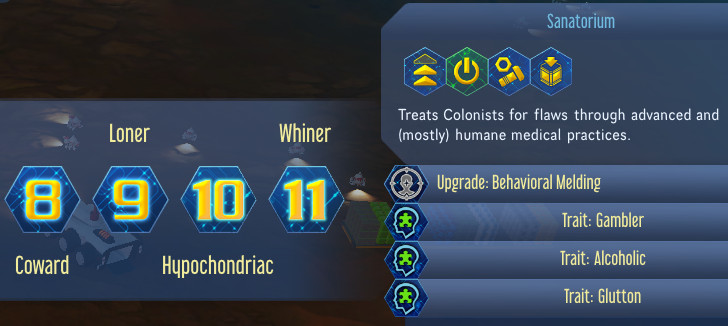 Sanatorium
Treats Colonists for flaws through advanced and
(mostly) humane medical practices.
Loner Whiner
8 9 10 11
Coward Hypochondriac
Upgrade: Behavioral Melding
Trait: Gambler
Trait: Alcoholic
Trait: Glutton